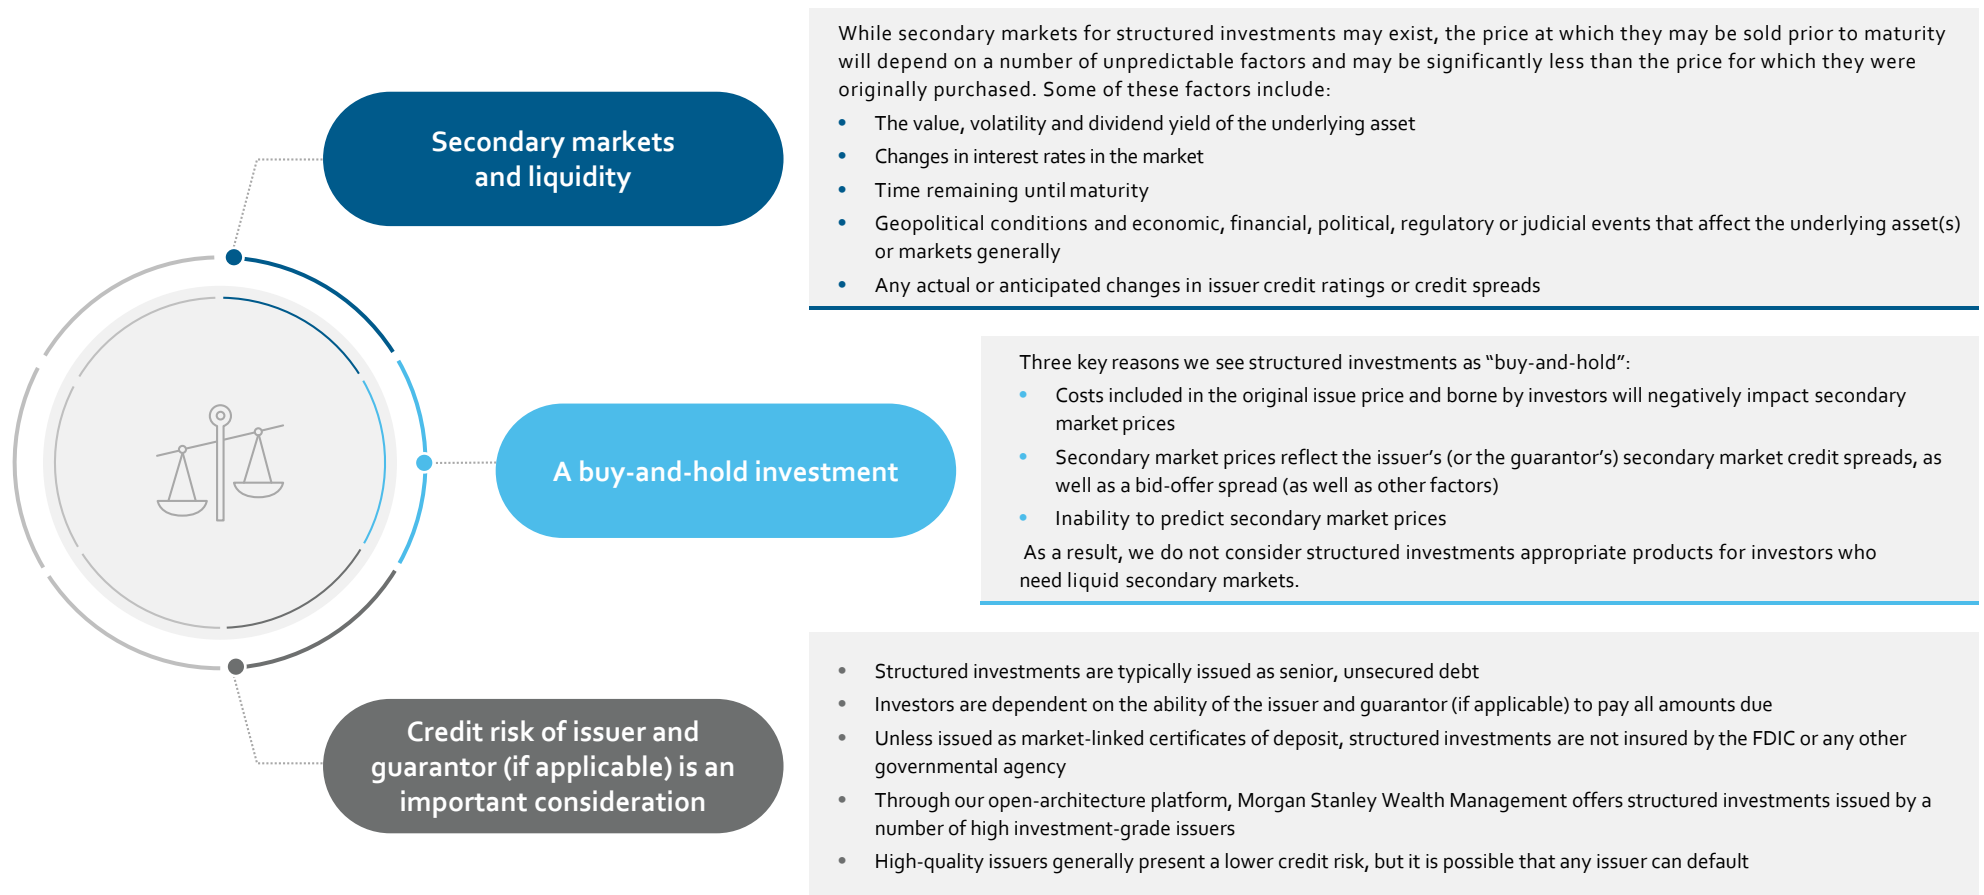 Secondary markets
and liquidity
While secondary markets for structured investments may exist, the price at which they may be sold prior to maturity
will depend on a number of unpredictable factors and may be significantly less than the price for which they were
originally purchased. Some of these factors include:
• The value, volatility and dividend yield of the underlying asset
• Changes in interest rates in the market
• Time remaining until maturity
• Geopolitical conditions and economic, financial, political, regulatory or judicial events that affect the underlying asset(s)
or markets generally
• Any actual or anticipated changes in issuer credit ratings or credit spreads
A buy-and-hold investment
Three key reasons we see structured investments as “buy-and-hold”:
• Costs included in the original issue price and borne by investors will negatively impact secondary
market prices
• Secondary market prices reflect the issuer’s (or the guarantor’s) secondary market credit spreads, as
well as a bid-offer spread (as well as other factors)
• Inability to predict secondary market prices
As a result, we do not consider structured investments appropriate products for investors who
need liquid secondary markets.
Credit risk of issuer and
guarantor (if applicable) is an
important consideration
• Structured investments are typically issued as senior, unsecured debt
• Investors are dependent on the ability of the issuer and guarantor (if applicable) to pay all amounts due
• Unless issued as market-linked certificates of deposit, structured investments are not insured by the FDIC or any other
governmental agency
• Through our open-architecture platform, Morgan Stanley Wealth Management offers structured investments issued by a
number of high investment-grade issuers
• High-quality issuers generally present a lower credit risk, but it is possible that any issuer can default